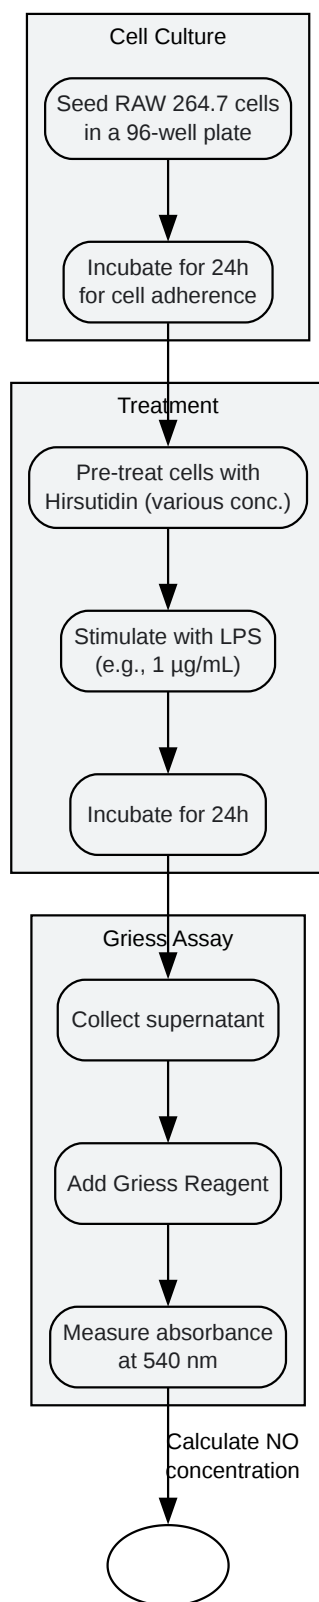 Cell Culture
Seed RAW 264.7 cells
in a 96-well plate
Incubate for 24h
for cell adherence
Treatment
Pre-treat cells with
Hirsutidin (various conc.)
Stimulate with LPS
(e.g., 1 µg/mL)
Incubate for 24h
Griess Assay
Collect supernatant
Add Griess Reagent
Measure absorbance
at 540 nm
Calculate NO
concentration